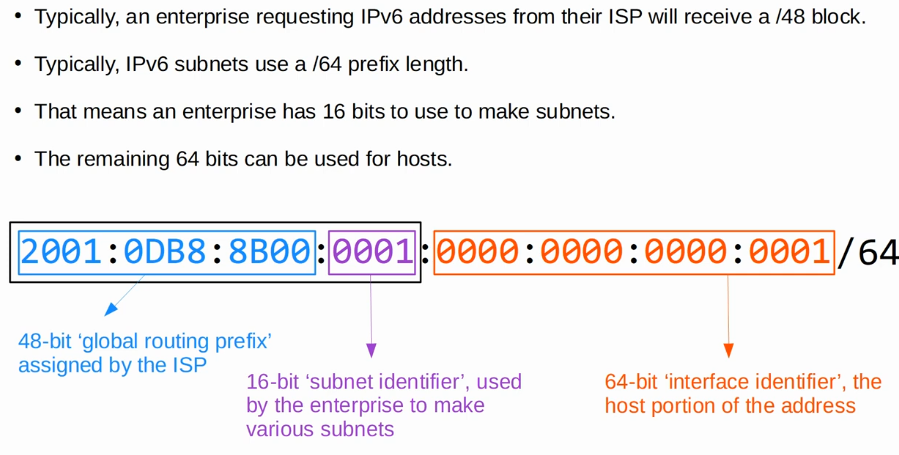 • Typically, an enterprise requesting IPv6 addresses from their ISP will receive a /48 block.
• Typically, IPv6 subnets use a /64 prefix length.
• That means an enterprise has 16 bits to use to make subnets.
• The remaining 64 bits can be used for hosts.
2001:0DB8:8B00:0001:0000:0000:0000:0001/64
48-bit ‘global routing prefix’
assigned by the ISP
16-bit ‘subnet identifier’, used
by the enterprise to make
various subnets
64-bit ‘interface identifier’, the
host portion of the address